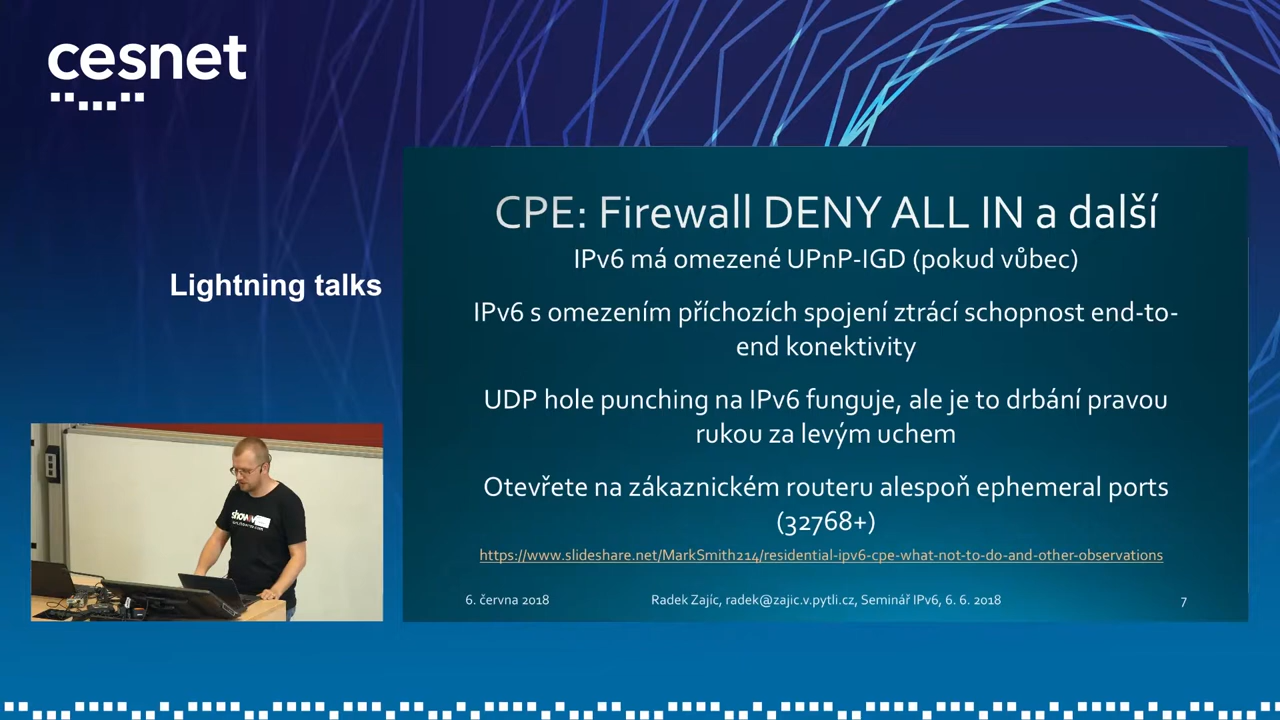 cesnet
Lightning talks
CPE: Firewall DENY ALL IN a další
IPv6 má omezené UPnP-IGD (pokud vůbec)
IPv6 s omezením příchozích spojení ztrácí schopnost end-to-
end konektivity
UDP hole punching na IPv6 funguje, ale je to drbání pravou
rukou za levým uchem
Otevřete na zákaznickém routeru alespoň ephemeral ports
(32768+)
https://www.slideshare.net/MarkSmith214/residential-ipv6-cpe-what-not-to-do-and-other-observations
6. června 2018
Radek Zajíc, radek@zajic.v.pytli.cz, Seminář IPv6, 6. 6. 2018
7